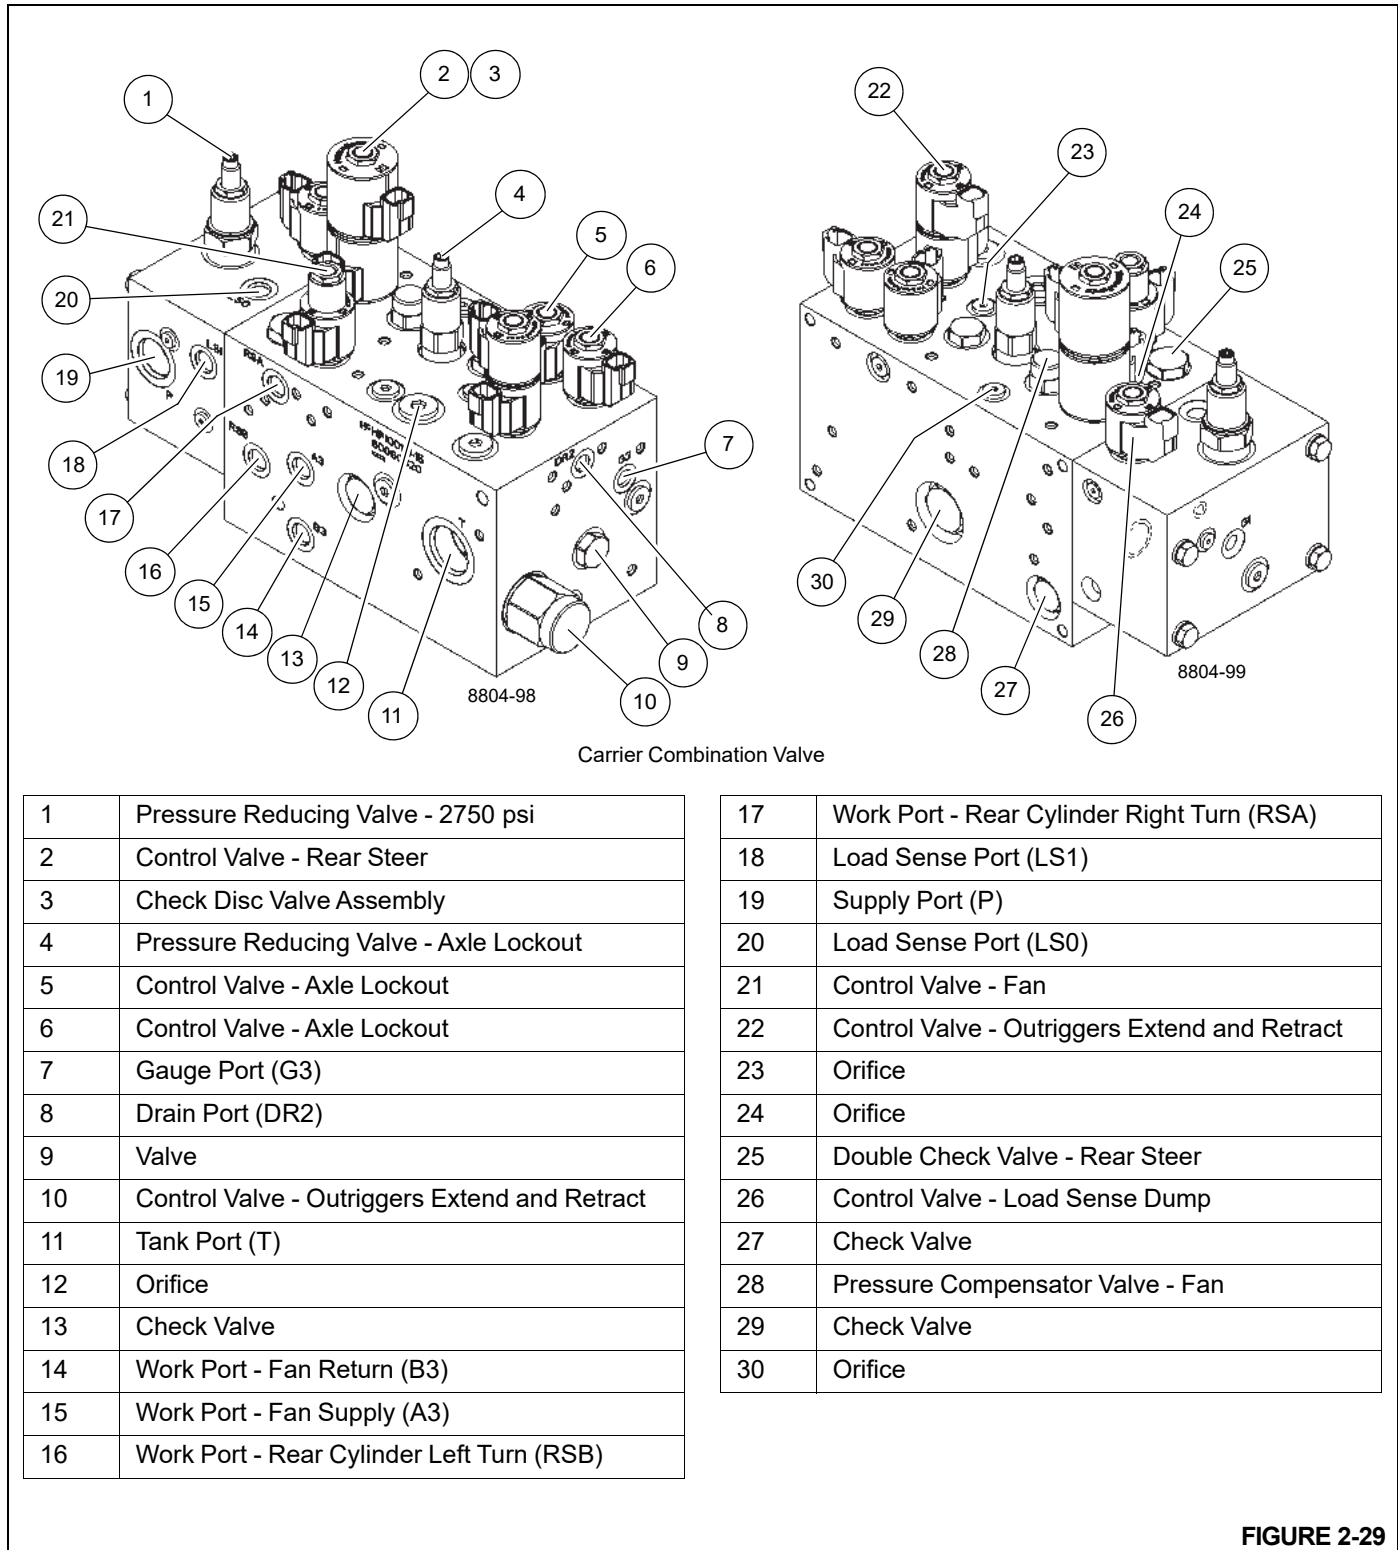 1
2
3
4
5
6
7
8
9
10
11
12
13
14
15
16
17
18
19
20
21
LS1
RSA
P
RSB
A3
B3
T
DR2
G3
8804-98
22
23
24
25
26
27
28
29
30
8804-99
Carrier Combination Valve
1 Pressure Reducing Valve - 2750 psi
2 Control Valve - Rear Steer
3 Check Disc Valve Assembly
4 Pressure Reducing Valve - Axle Lockout
5 Control Valve - Axle Lockout
6 Control Valve - Axle Lockout
7 Gauge Port (G3)
8 Drain Port (DR2)
9 Valve
10 Control Valve - Outriggers Extend and Retract
11 Tank Port (T)
12 Orifice
13 Check Valve
14 Work Port - Fan Return (B3)
15 Work Port - Fan Supply (A3)
16 Work Port - Rear Cylinder Left Turn (RSB)
17 Work Port - Rear Cylinder Right Turn (RSA)
18 Load Sense Port (LS1)
19 Supply Port (P)
20 Load Sense Port (LS0)
21 Control Valve - Fan
22 Control Valve - Outriggers Extend and Retract
23 Orifice
24 Orifice
25 Double Check Valve - Rear Steer
26 Control Valve - Load Sense Dump
27 Check Valve
28 Pressure Compensator Valve - Fan
29 Check Valve
30 Orifice
FIGURE 2-29